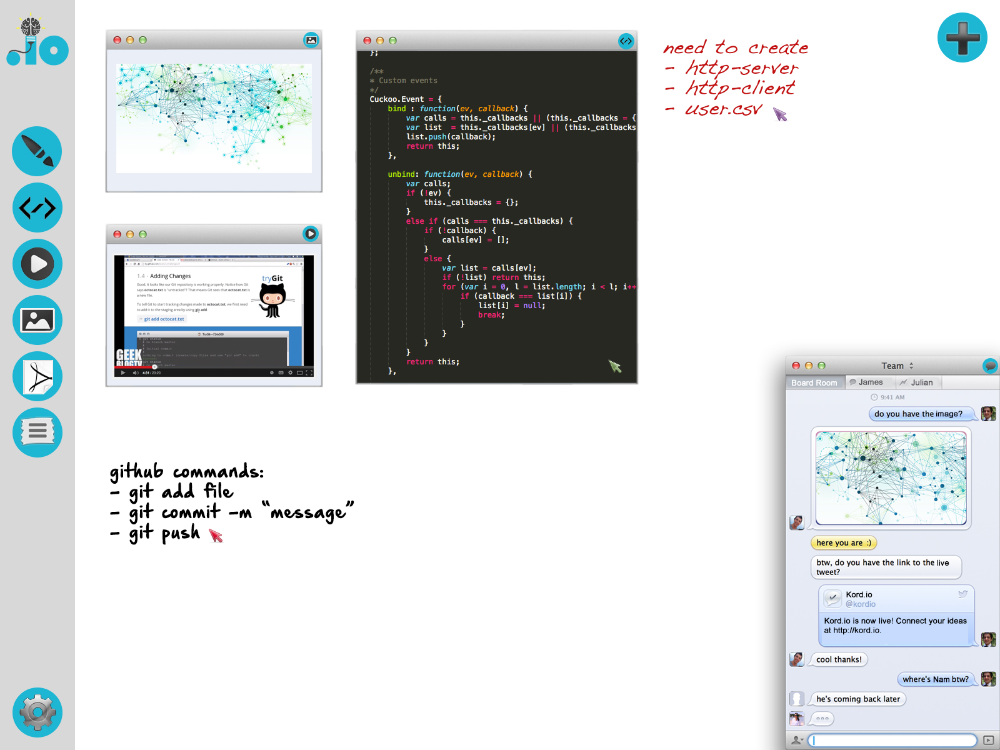 .io
};
/**
* Custom events
*/
Cuckoo.Event = {
bind : function(ev, callback) {
var calls = this._callbacks || (this._callbacks = {
var list = this._callbacks[ev] || (this._callbacks
list.push(callback);
return this;
},
unbind: function(ev, callback) {
var calls;
if (!ev) {
this._callbacks = {};
}
else if (calls === this._callbacks) {
if (!callback) {
calls[ev] = [];
}
else {
var list = calls[ev];
if (!list) return this;
for (var i = 0, l = list.length; i < l; i++
if (callback === list[i]) {
list[i] = null;
break;
}
}
}
}
return this;
},
need to create
- http-server
- http-client
- user.csv
1.4 - Adding Changes
Good, it looks like our Git repository is working properly. Notice how Git
says octocat.txt is "untracked"? That means Git sees that octocat.txt is
a new file.
To tell Git to start tracking changes made to octocat.txt, we first need
to add it to the staging area by using git add.
git add octocat.txt
tryGit
TryGit—724x300
GEEK
BLOGTV
4:31 / 23:20
github commands:
- git add file
- git commit -m “message”
- git push
Team
Board Room
James
Julian
9:41 AM
do you have the image?
here you are :)
btw, do you have the link to the live
tweet?
Kord.io
@kordio
Kord.io is now live! Connect your ideas
at http://kord.io.
cool thanks!
where's Nam btw?
he's coming back later